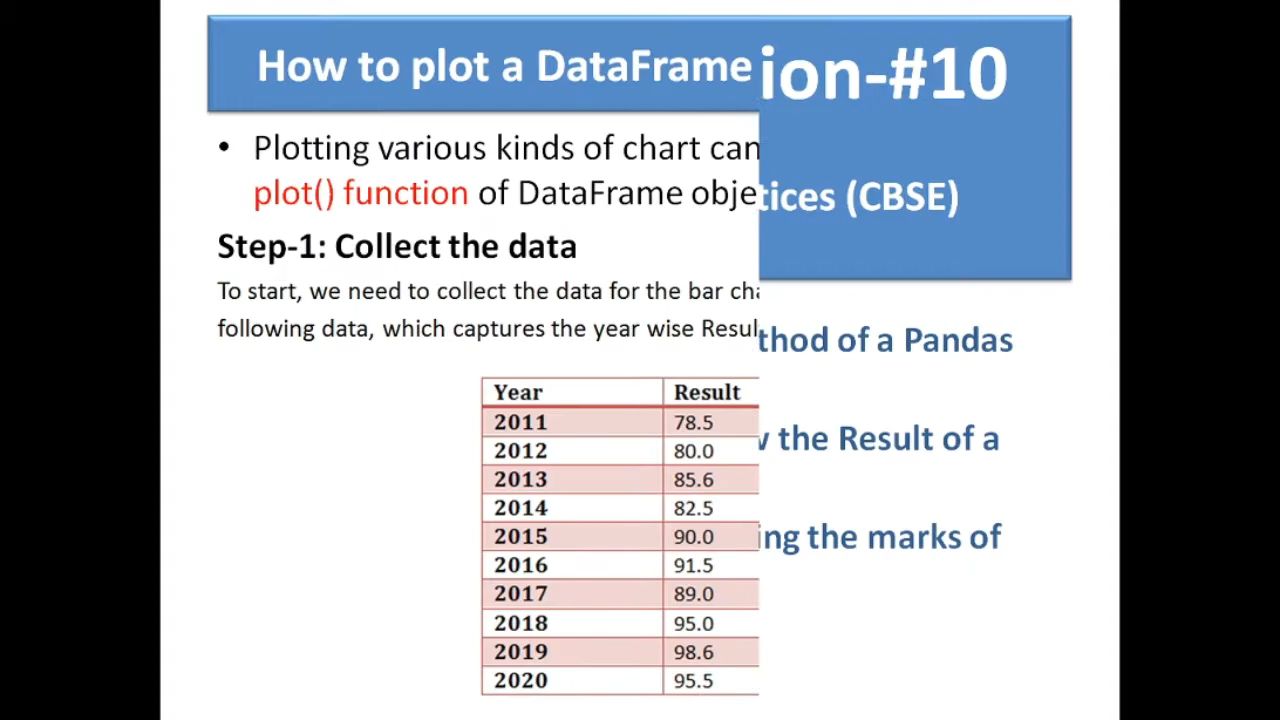 How to plot a DataFrame
ion-#10
• Plotting various kinds of chart can
plot() function of DataFrame obje
tices (CBSE)
Step-1: Collect the data
To start, we need to collect the data for the bar cha
following data, which captures the year wise Resul
thod of a Pandas
the Result of a
ing the marks of
Year Result
2011 78.5
2012 80.0
2013 85.6
2014 82.5
2015 90.0
2016 91.5
2017 89.0
2018 95.0
2019 98.6
2020 95.5